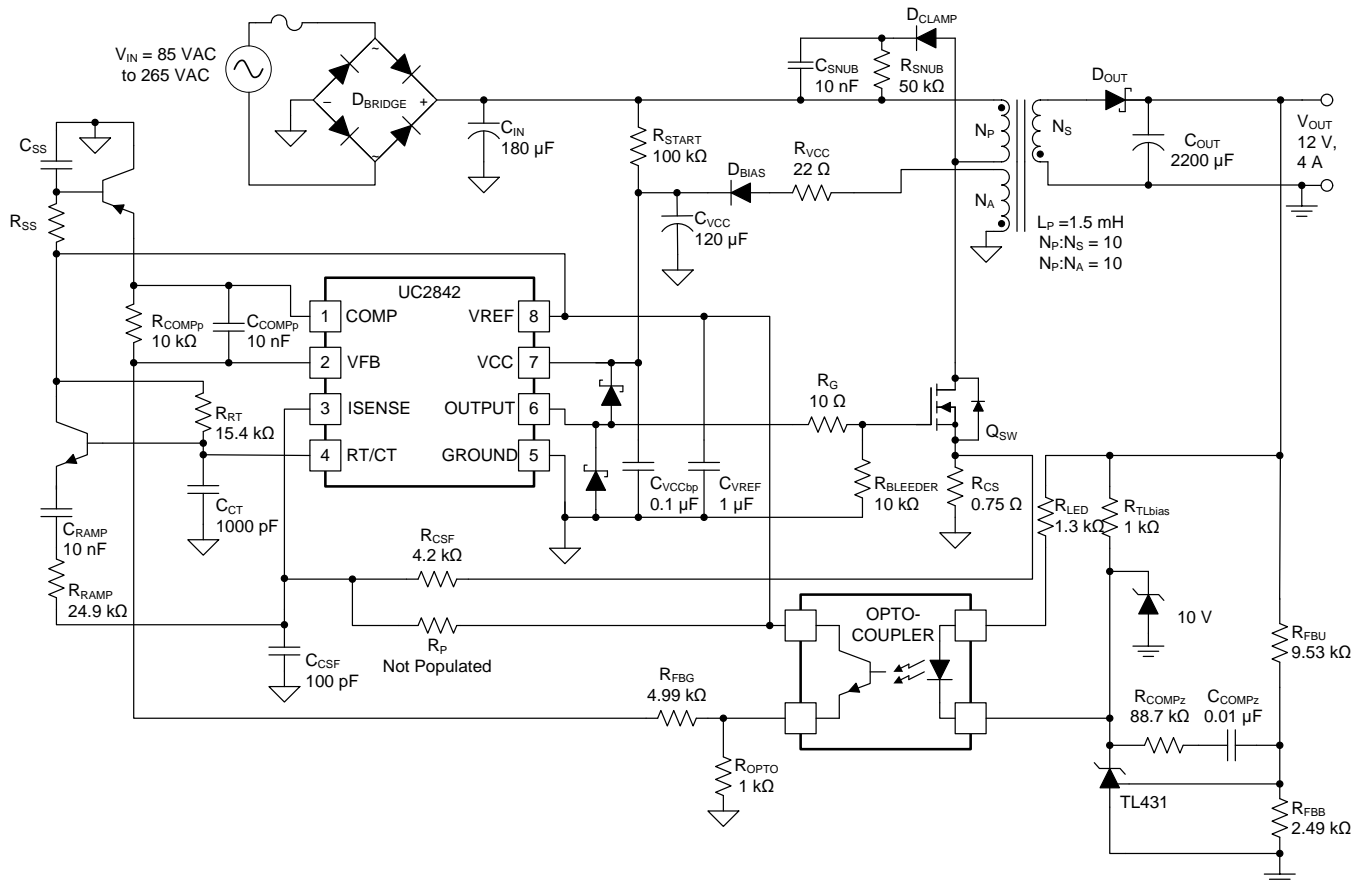 VIN = 85 VAC
to 265 VAC
~
−
DBRIDGE
+
~
CIN
180 µF
DCLAMP
CSNUB
10 nF
RSNUB
50 kΩ
RSTART
100 kΩ
RVCC
22 Ω
DBIAS
CVCC
120 µF
NP
NS
NA
DOUT
COUT
2200 µF
VOUT
12 V,
4 A
LP =1.5 mH
NP:NS = 10
NP:NA = 10
CSS
RSS
RCOMPp
10 kΩ
CCOMPp
10 nF
UC2842
1 COMP VREF 8
2 VFB VCC 7
3 ISENSE OUTPUT 6
4 RT/CT GROUND 5
RRT
15.4 kΩ
CCT
1000 pF
CRAMP
10 nF
RRAMP
24.9 kΩ
CVCCbp
0.1 µF
CVREF
1 µF
RG
10 Ω
QSW
RBLEEDER
10 kΩ
RCS
0.75 Ω
RLED
1.3 kΩ
RTLbias
1 kΩ
RCSF
4.2 kΩ
RP
Not Populated
CCSF
100 pF
OPTO-
COUPLER
10 V
RFBU
9.53 kΩ
RFBG
4.99 kΩ
ROPTO
1 kΩ
RCOMPz
88.7 kΩ
CCOMPz
0.01 µF
TL431
RFBB
2.49 kΩ